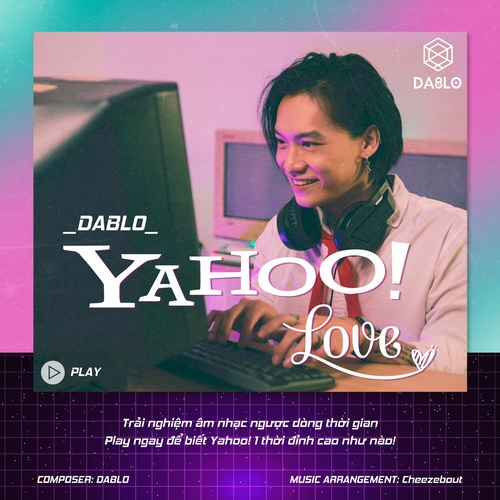 DABLO
_DABLO_
YAHOO!
Love
PLAY
Trải nghiệm âm nhạc ngược dòng thời gian
Play ngay để biết Yahoo! 1 thời đỉnh cao như nào!
COMPOSER: DABLO
MUSIC ARRANGEMENT: Cheezebout